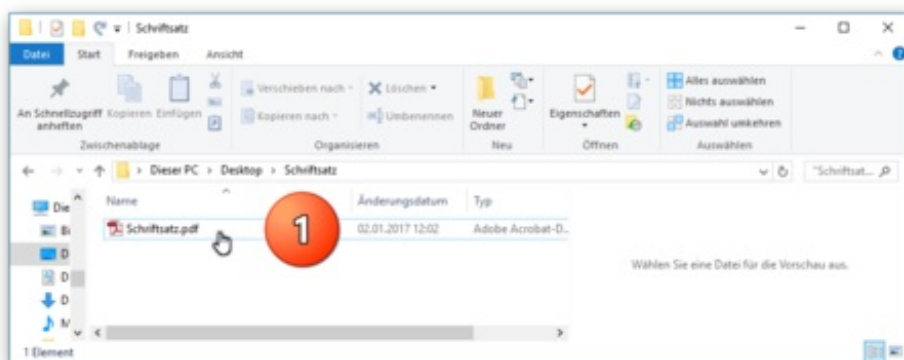 Schriftsatz
Datei Start Freigeben Ansicht
An Schnellzugriff anheften
Kopieren
Einfügen
Zwischenablage
Verschieben nach
Kopieren nach
Löschen
Umbenennen
Organisieren
Neuer Ordner
Neu
Eigenschaften
Öffnen
Alles auswählen
Nichts auswählen
Auswahl umkehren
Auswählen
Dieser PC > Desktop > Schriftsatz
"Schriftsat...
Name Änderungsdatum Typ
Schriftsatz.pdf 1 02.01.2017 12:02 Adobe Acrobat-D...
Wählen Sie eine Datei für die Vorschau aus.
Die
D
D
D
1 Element